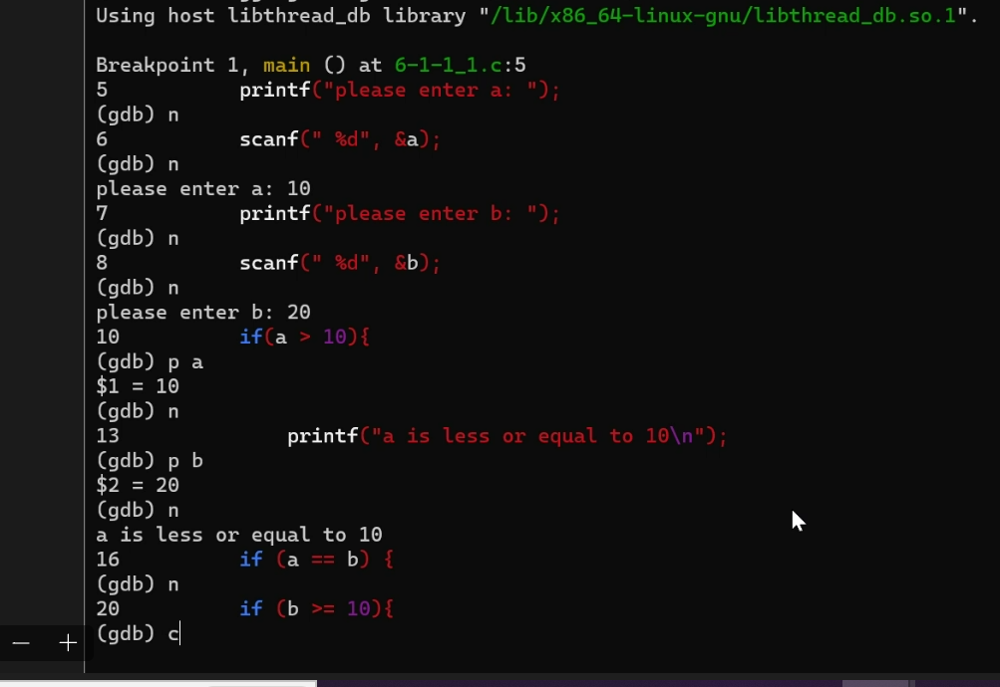 Using host libthread_db library "/lib/x86_64-linux-gnu/libthread_db.so.1".
Breakpoint 1, main () at 6-1-1_1.c:5
5 printf("please enter a: ");
(gdb) n
6 scanf(" %d", &a);
(gdb) n
please enter a: 10
7 printf("please enter b: ");
(gdb) n
8 scanf(" %d", &b);
(gdb) n
please enter b: 20
10 if(a > 10){
(gdb) p a
$1 = 10
(gdb) n
13 printf("a is less or equal to 10\n");
(gdb) p b
$2 = 20
(gdb) n
a is less or equal to 10
16 if (a == b) {
(gdb) n
20 if (b >= 10){
(gdb) c